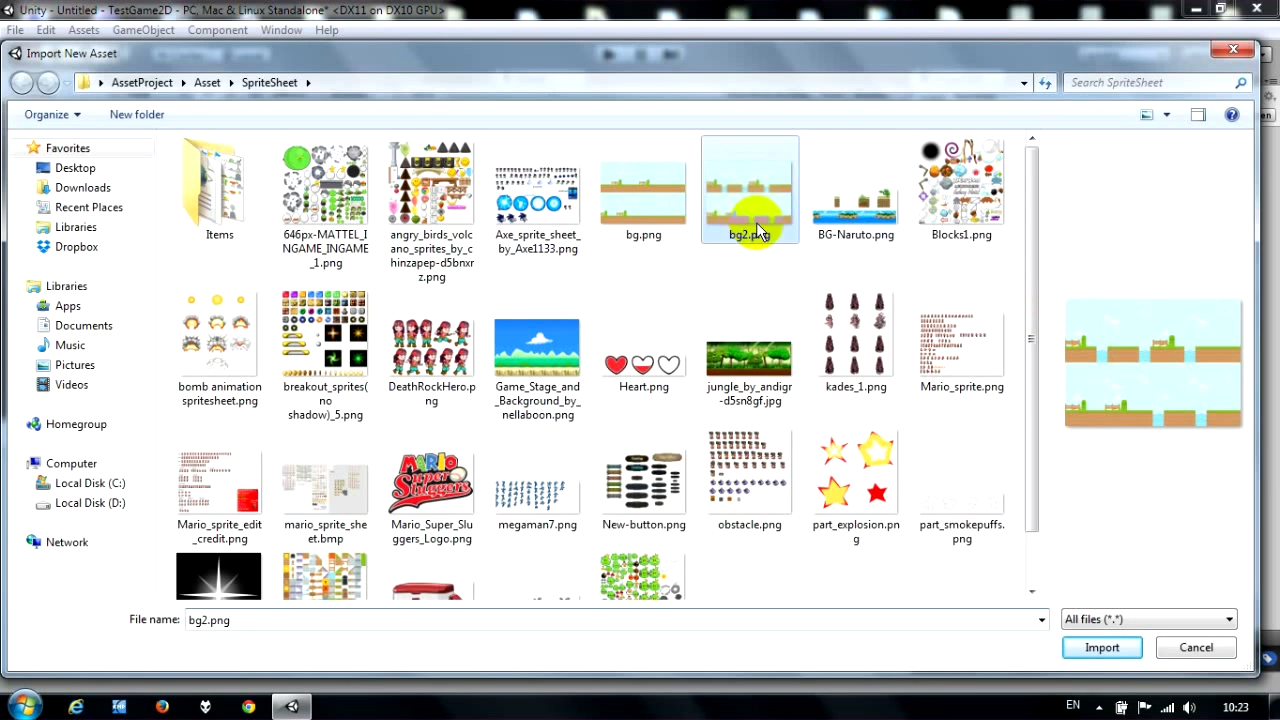 Unity - Untitled - TestGame2D - PC, Mac & Linux Standalone* <DX11 on DX10 GPU>
File Edit Assets GameObject Component Window Help
Import New Asset
AssetProject Asset SpriteSheet
Search SpriteSheet
Organize New folder
Favorites
Desktop
Downloads
Recent Places
Libraries
Dropbox
Libraries
Apps
Documents
Music
Pictures
Videos
Homegroup
Computer
Local Disk (C:)
Local Disk (D:)
Network
Items
646px-MATTEL_I
NGAME_INGAME
_1.png
angry_birds_volc
ano_sprites_by_c
hinzapep-d5bnxr
z.png
Axe_sprite_sheet_
by_Axe1133.png
bg.png
bg2.png
BG-Naruto.png
Blocks1.png
bomb animation
spritesheet.png
breakout_sprites(
no
shadow)_5.png
DeathRockHero.p
ng
Game_Stage_and
_Background_by_
nellaboon.png
Heart.png
jungle_by_andigr
-d5sn8gf.jpg
kades_1.png
Mario_sprite.png
Mario_sprite_edit
_credit.png
mario_sprite_she
et.bmp
MARIO
SUPER
Sluggers
Mario_Super_Slu
ggers_Logo.png
megaman7.png
New-button.png
obstacle.png
part_explosion.pn
g
part_smokepuffs.
png
File name: bg2.png
All files (*.*)
Import Cancel
EN
10:23